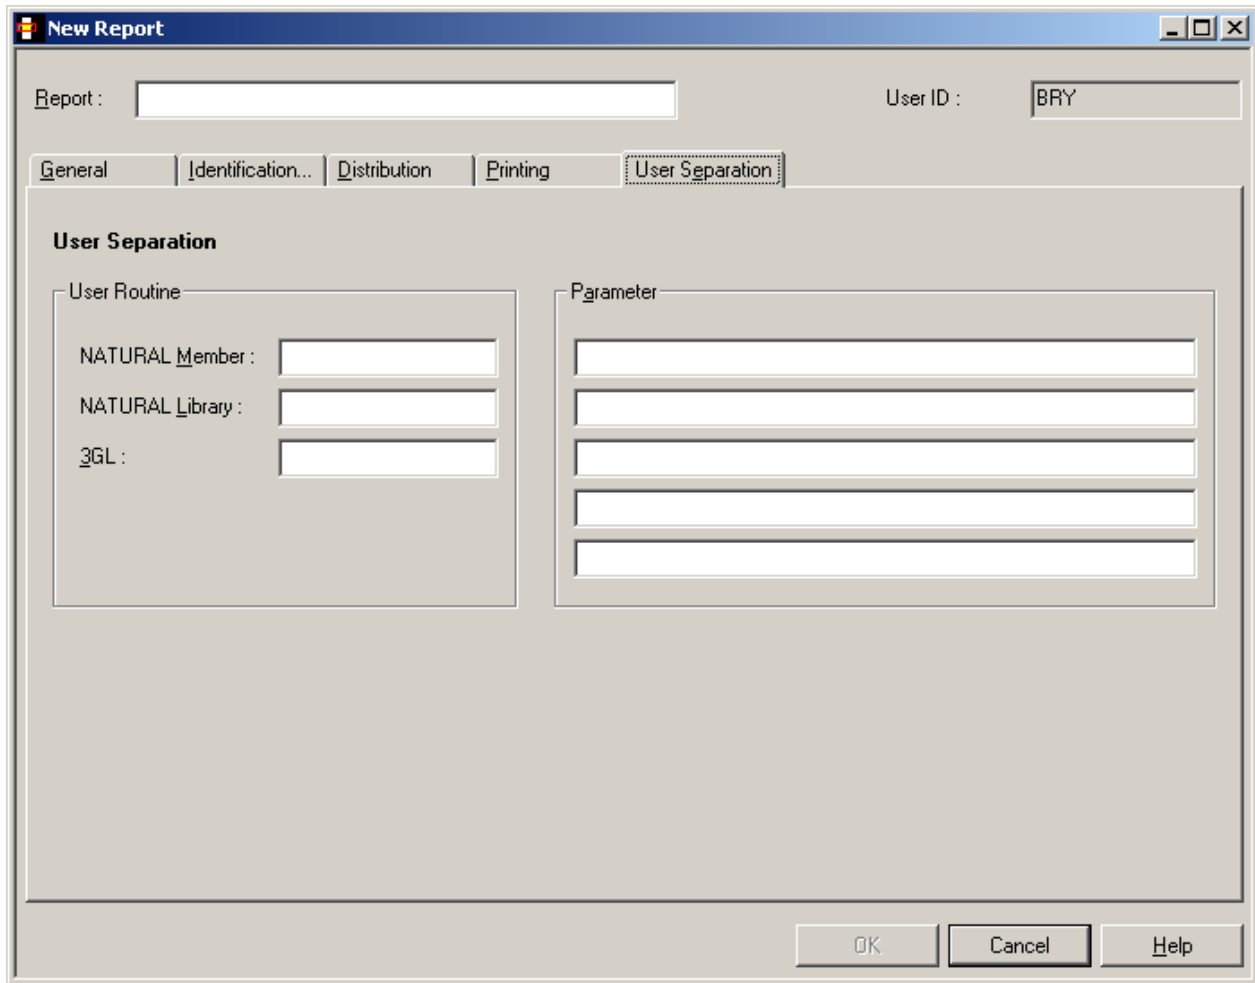 New Report
Report : User ID : BRY
General Identification... Distribution Printing User Separation
User Separation
User Routine Parameter
NATURAL Member :
NATURAL Library :
3GL :
OK Cancel Help